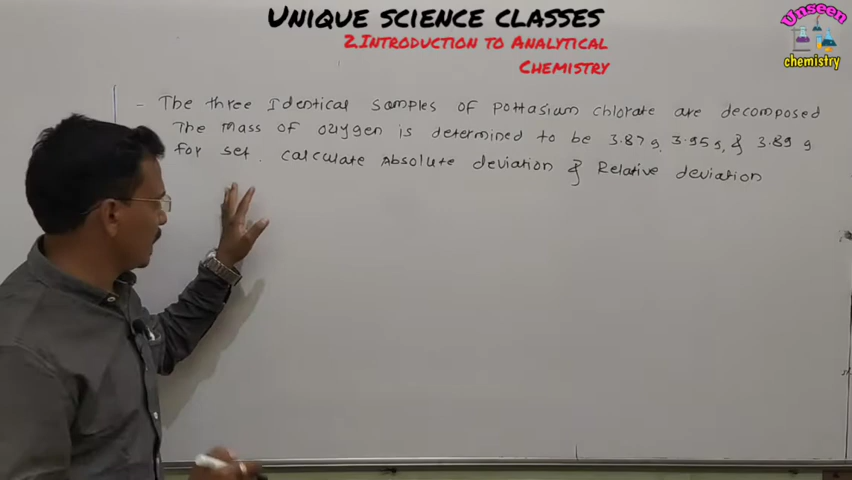 UNIQUE SCIENCE CLASSES
2.INTRODUCTION TO ANALYTICAL
CHEMISTRY
Unseen
chemistry
- The three Identical samples of pottasium chlorate are decomposed
The mass of oxygen is determined to be 3.87 g, 3.95 g, & 3.89 g
for set. calculate Absolute deviation & Relative deviation